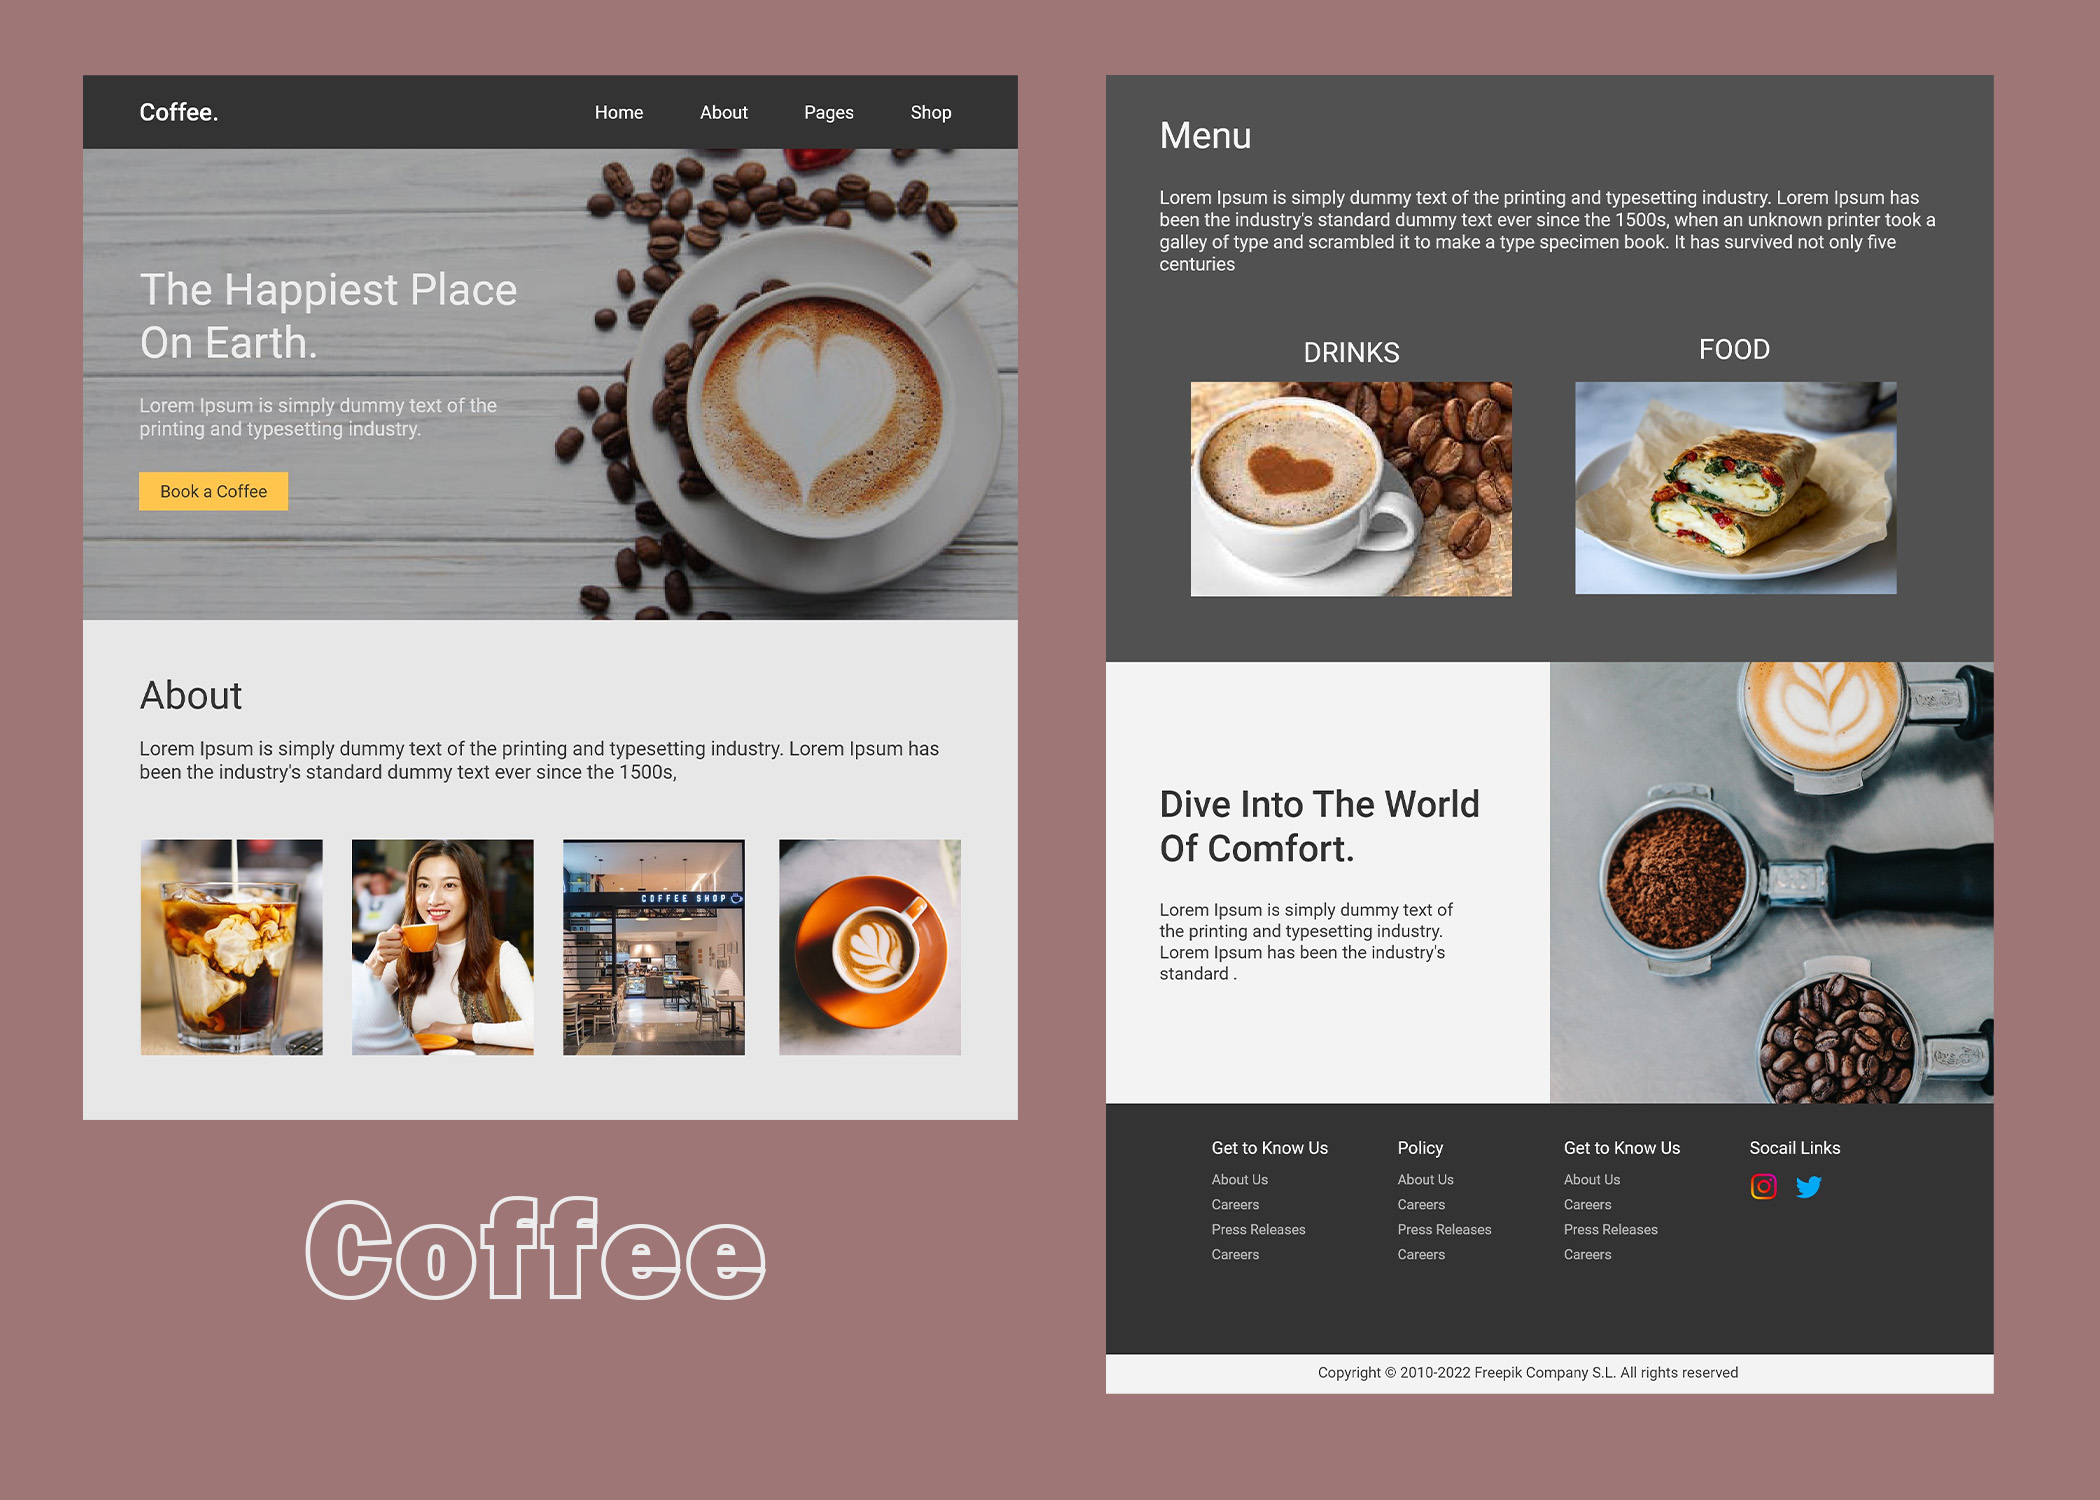 Coffee.
Home
About
Pages
Shop
The Happiest Place
On Earth.
Lorem Ipsum is simply dummy text of the
printing and typesetting industry.
Book a Coffee
About
Lorem Ipsum is simply dummy text of the printing and typesetting industry. Lorem Ipsum has
been the industry's standard dummy text ever since the 1500s,
COFFEE SHOP
Coffee
Menu
Lorem Ipsum is simply dummy text of the printing and typesetting industry. Lorem Ipsum has
been the industry's standard dummy text ever since the 1500s, when an unknown printer took a
galley of type and scrambled it to make a type specimen book. It has survived not only five
centuries
DRINKS
FOOD
Dive Into The World
Of Comfort.
Lorem Ipsum is simply dummy text of
the printing and typesetting industry.
Lorem Ipsum has been the industry's
standard .
Get to Know Us
About Us
Careers
Press Releases
Careers
Policy
About Us
Careers
Press Releases
Careers
Get to Know Us
About Us
Careers
Press Releases
Careers
Socail Links
Copyright © 2010-2022 Freepik Company S.L. All rights reserved